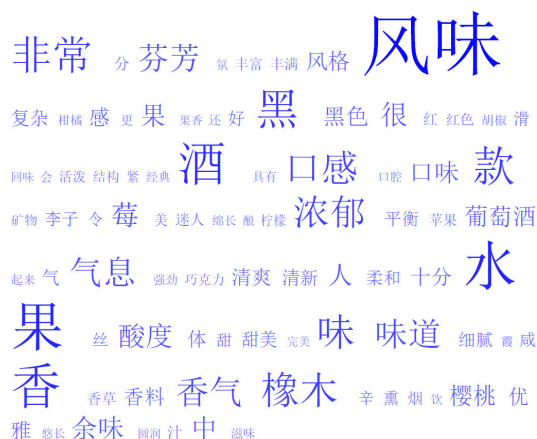 非常 分 芬芳 氛 丰富 丰满 风格 风味
复杂 柑橘 感 更 果 果香 还 好 黑 黑色 很 红 红色 胡椒 滑
回味 会 活泼 结构 紧 经典 酒 具有 口感 口腔 口味 款
矿物 李子 令 莓 美 迷人 绵长 酿 柠檬 浓郁 平衡 苹果 葡萄酒
起来 气 气息 强劲 巧克力 清爽 清新 人 柔和 十分 水
果 丝 酸度 体 甜 甜美 完美 味 味道 细腻 霞 咸
香 香草 香料 香气 橡木 辛 熏 烟 饮 樱桃 优
雅 悠长 余味 圆润 汁 中 滋味